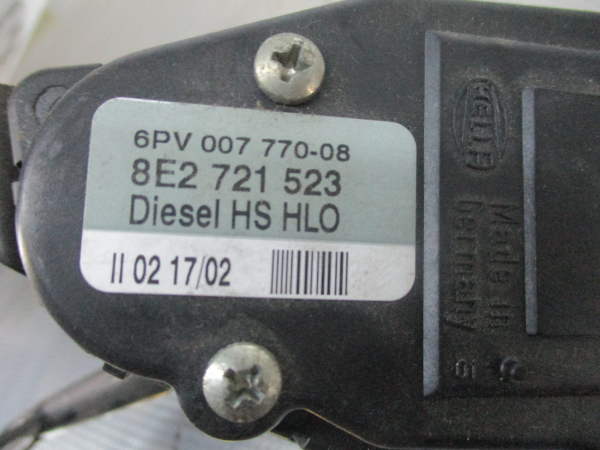 6PV 007 770-08
8E2 721 523
Diesel HS HLO
II 02 17/02
HELLA
Made in
Germany